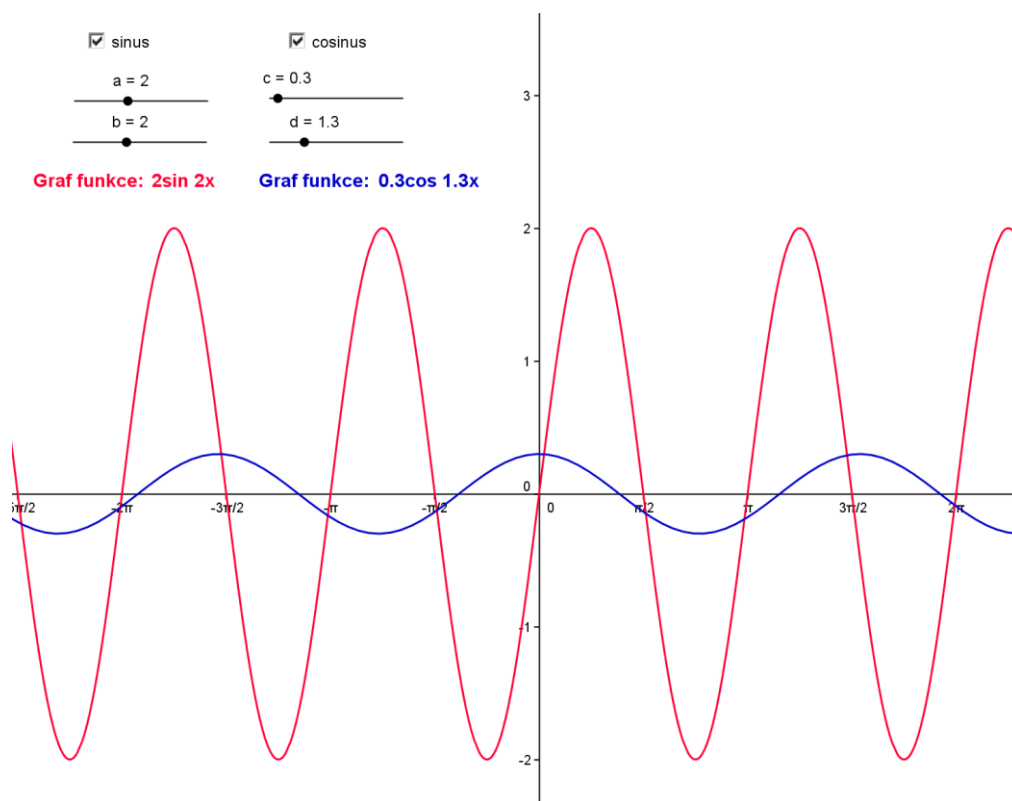 sinus
cosinus
a = 2
c = 0.3
b = 2
d = 1.3
Graf funkce: 2sin 2x
Graf funkce: 0.3cos 1.3x
3
2
1
0
-2π
-3π/2
-π
-π/2
0
π/2
π
3π/2
2π
-1
-2